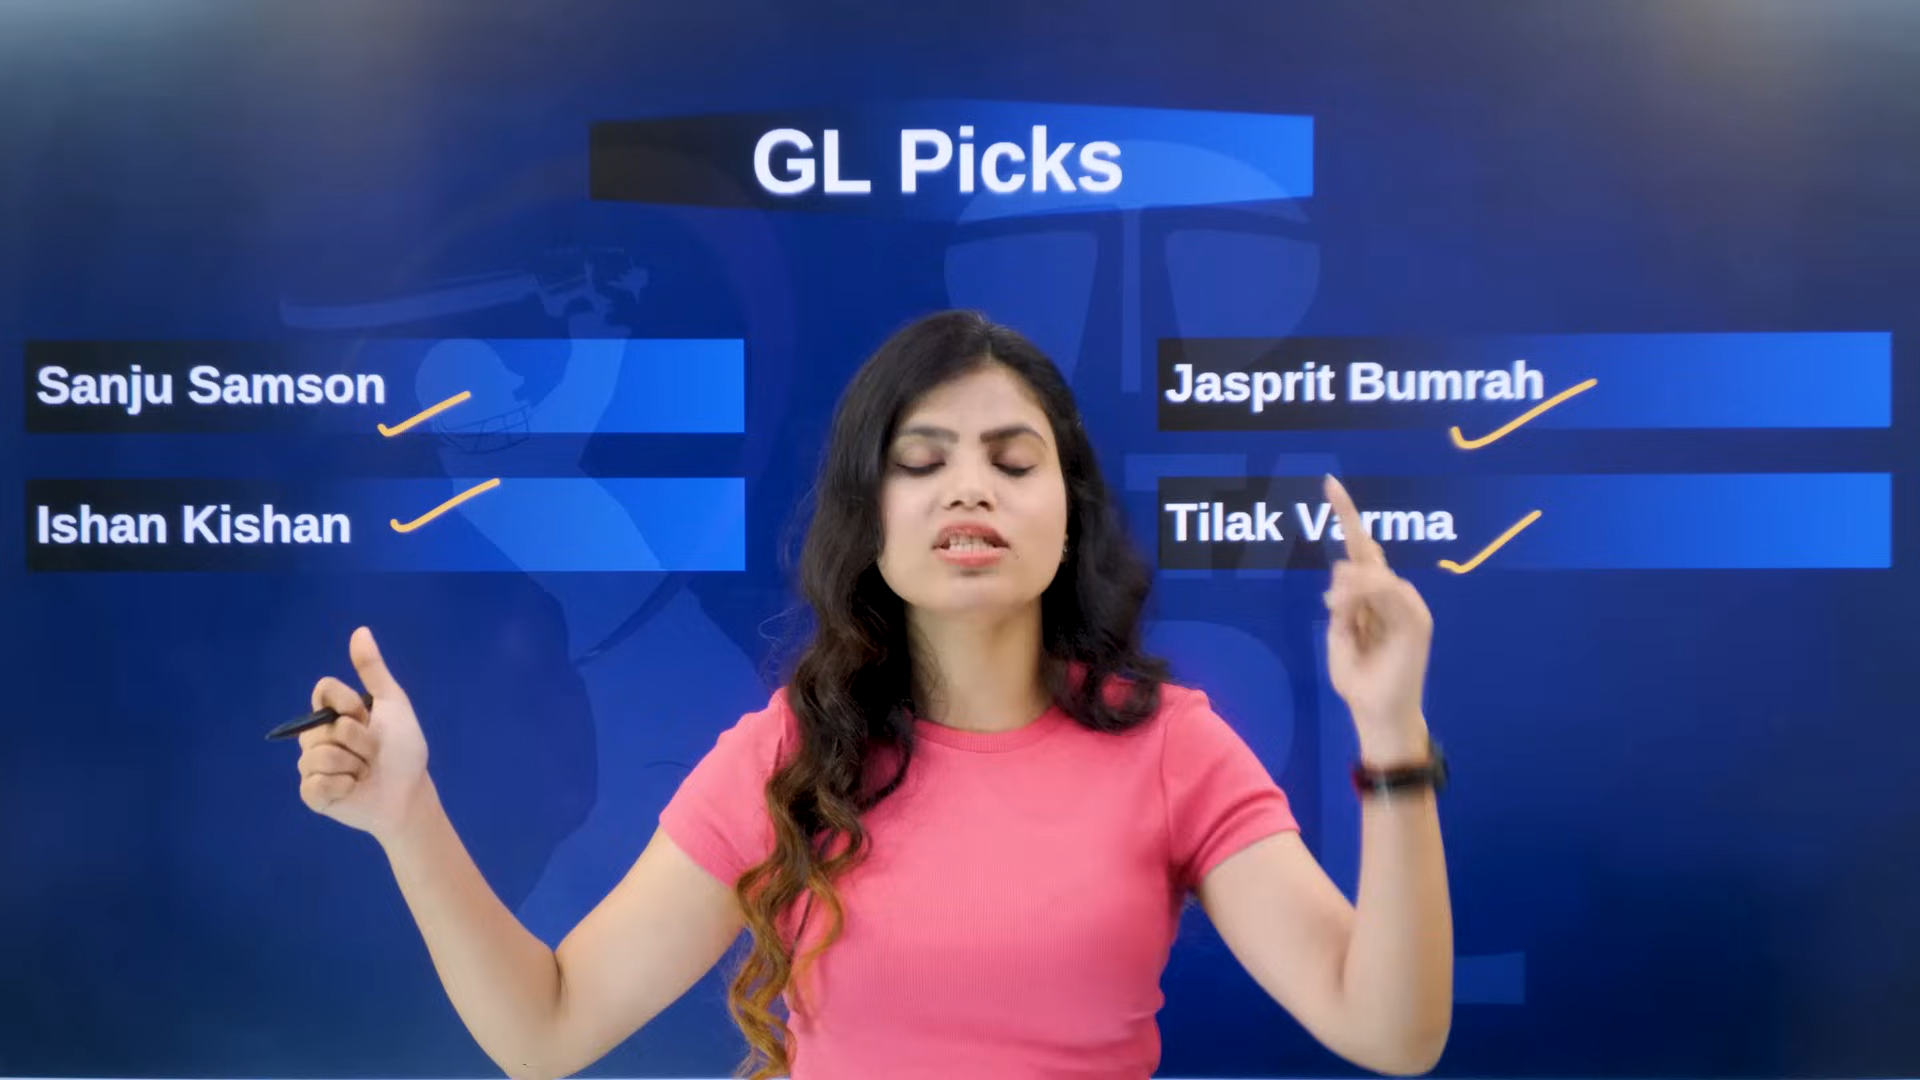 GL Picks
Sanju Samson
Ishan Kishan
Jasprit Bumrah
Tilak Varma